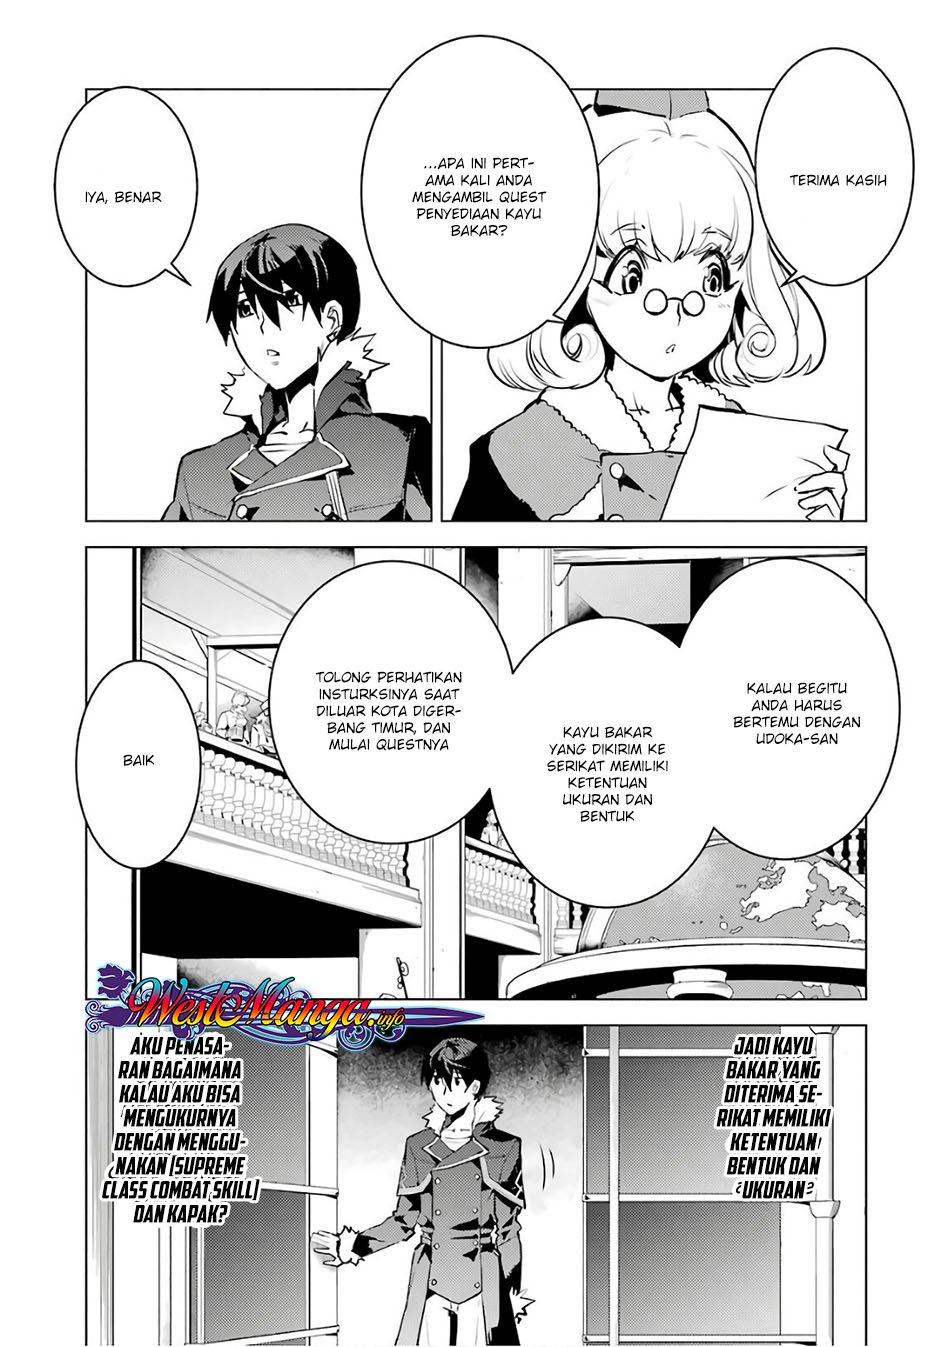 TERIMA KASIH
...APA INI PERT-
AMA KALI ANDA
MENGAMBIL QUEST
PENYEDIAAN KAYU
BAKAR?
IYA, BENAR
KALAU BEGITU
ANDA HARUS
BERTEMU DENGAN
UDOKA-SAN
KAYU BAKAR
YANG DIKIRIM KE
SERIKAT MEMILIKI
KETENTUAN
UKURAN DAN
BENTUK
TOLONG PERHATIKAN
INSTURKSINYA SAAT
DILUAR KOTA DIGER-
BANG TIMUR, DAN
MULAI QUESTNYA
BAIK
WestManga.info
JADI KAYU
BAKAR YANG
DITERIMA SE-
RIKAT MEMILIKI
KETENTUAN
BENTUK DAN
UKURAN?
AKU PENASA-
RAN BAGAIMANA
KALAU AKU BISA
MENGUKURNYA
DENGAN MENGGU-
NAKAN [SUPREME
CLASS COMBAT SKILL]
DAN KAPAK?